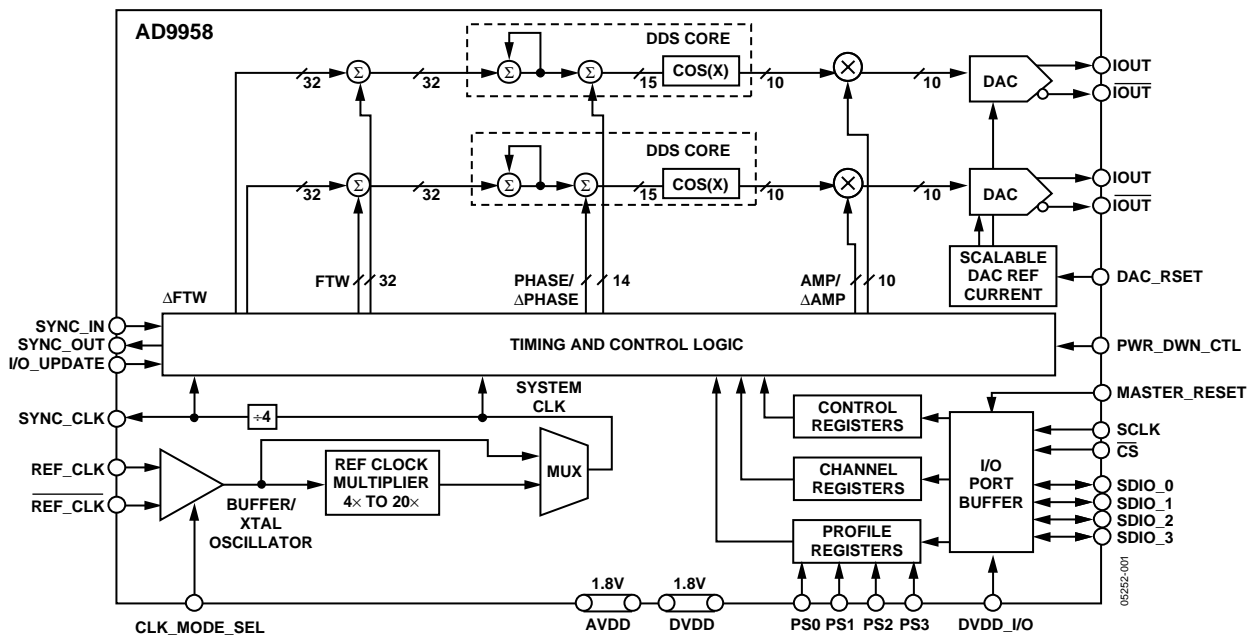 AD9958
DDS CORE
32
Σ
32
Σ
Σ
15
COS(X)
10
×
10
DAC
IOUT
IOUT
DDS CORE
32
Σ
32
Σ
Σ
15
COS(X)
10
×
10
DAC
IOUT
IOUT
SCALABLE
DAC REF
CURRENT
DAC_RSET
ΔFTW
FTW
32
PHASE/
ΔPHASE
14
AMP/
ΔAMP
10
SYNC_IN
SYNC_OUT
I/O_UPDATE
TIMING AND CONTROL LOGIC
PWR_DWN_CTL
SYNC_CLK
÷4
SYSTEM
CLK
REF_CLK
REF_CLK
BUFFER/
XTAL
OSCILLATOR
REF CLOCK
MULTIPLIER
4× TO 20×
MUX
CONTROL
REGISTERS
CHANNEL
REGISTERS
PROFILE
REGISTERS
I/O
PORT
BUFFER
MASTER_RESET
SCLK
CS
SDIO_0
SDIO_1
SDIO_2
SDIO_3
CLK_MODE_SEL
1.8V
AVDD
1.8V
DVDD
PS0
PS1
PS2
PS3
DVDD_I/O
05252-001